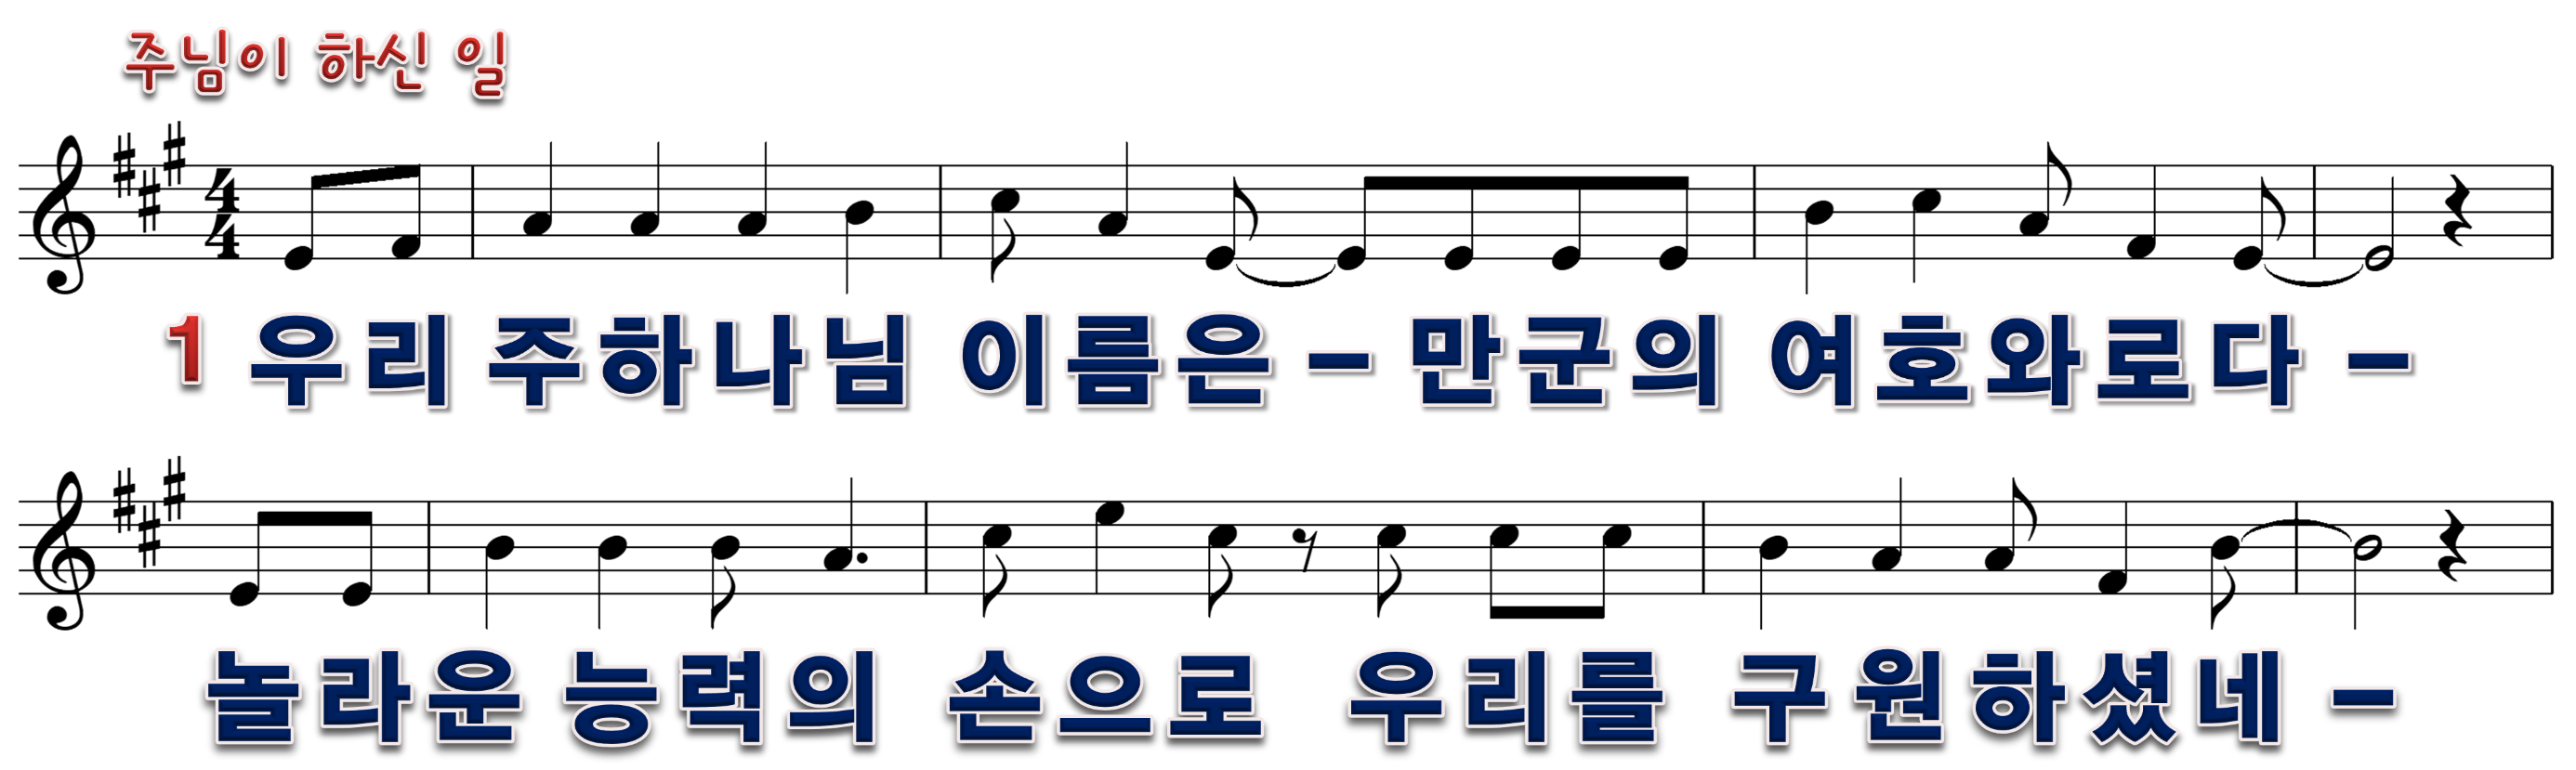 주님이 하신 일
1 우리 주하나님 이름은 - 만군의 여호와로다 -
놀라운 능력의 손으로 우리를 구원하셨네 -